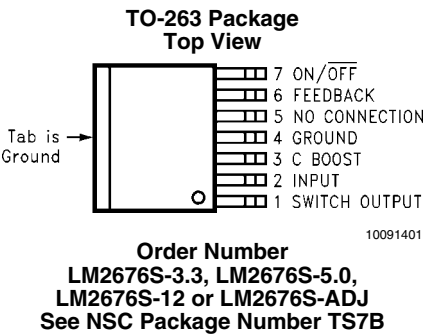 TO-263 Package
Top View
7 ON/OFF
6 FEEDBACK
5 NO CONNECTION
Tab is
Ground
4 GROUND
3 C BOOST
2 INPUT
1 SWITCH OUTPUT
10091401
Order Number
LM2676S-3.3, LM2676S-5.0,
LM2676S-12 or LM2676S-ADJ
See NSC Package Number TS7B